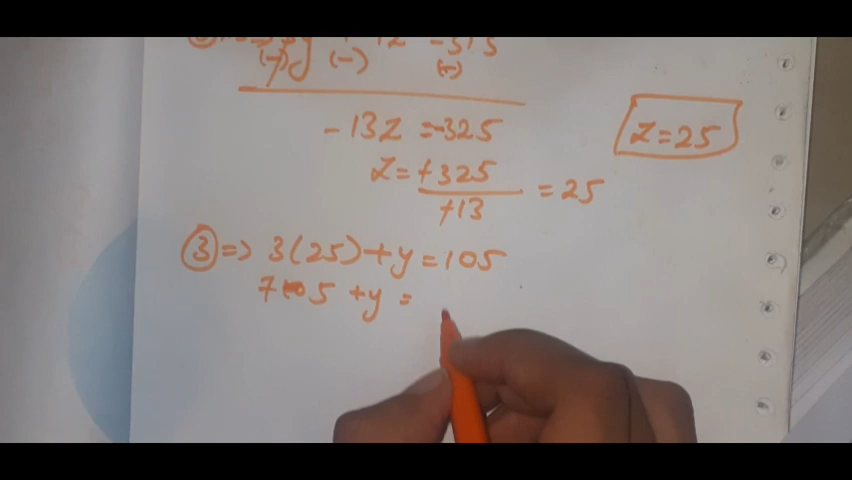 (-) (-) (-)
-13z = -325
z = +325 / +13 = 25
z = 25
③ => 3(25) + y = 105
75 + y =